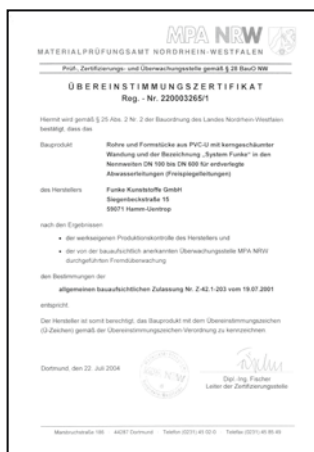 MPA NRW
MATERIALPRÜFUNGSAMT NORDRHEIN-WESTFALEN
Prüf-, Zertifizierungs- und Überwachungsstelle gemäß § 28 BauO NW
ÜBEREINSTIMMUNGSZERTIFIKAT
Reg. - Nr. 220003265/1
Hiermit wird gemäß § 25 Abs. 2 Nr. 2 der Bauordnung des Landes Nordrhein-Westfalen
bestätigt, dass das
Bauprodukt Rohre und Formstücke aus PVC-U mit kerngeschäumter
Wandung und der Bezeichnung „System Funke" in den
Nennweiten DN 100 bis DN 600 für erdverlegte
Abwasserleitungen (Freispiegelleitungen)
des Herstellers Funke Kunststoffe GmbH
Siegenbeckstraße 15
59071 Hamm-Uentrop
nach den Ergebnissen
• der werkseigenen Produktionskontrolle des Herstellers und
• der von der bauaufsichtlich anerkannten Überwachungsstelle MPA NRW
durchgeführten Fremdüberwachung
den Bestimmungen der
allgemeinen bauaufsichtlichen Zulassung Nr. Z-42.1-203 vom 19.07.2001
entspricht.
Der Hersteller ist somit berechtigt, das Bauprodukt mit dem Übereinstimmungszeichen
(Ü-Zeichen) gemäß der Übereinstimmungszeichen-Verordnung zu kennzeichnen.
Dortmund, den 22. Juli 2004
Dipl.-Ing. Fischer
Leiter der Zertifizierungsstelle
44287 Dortmund